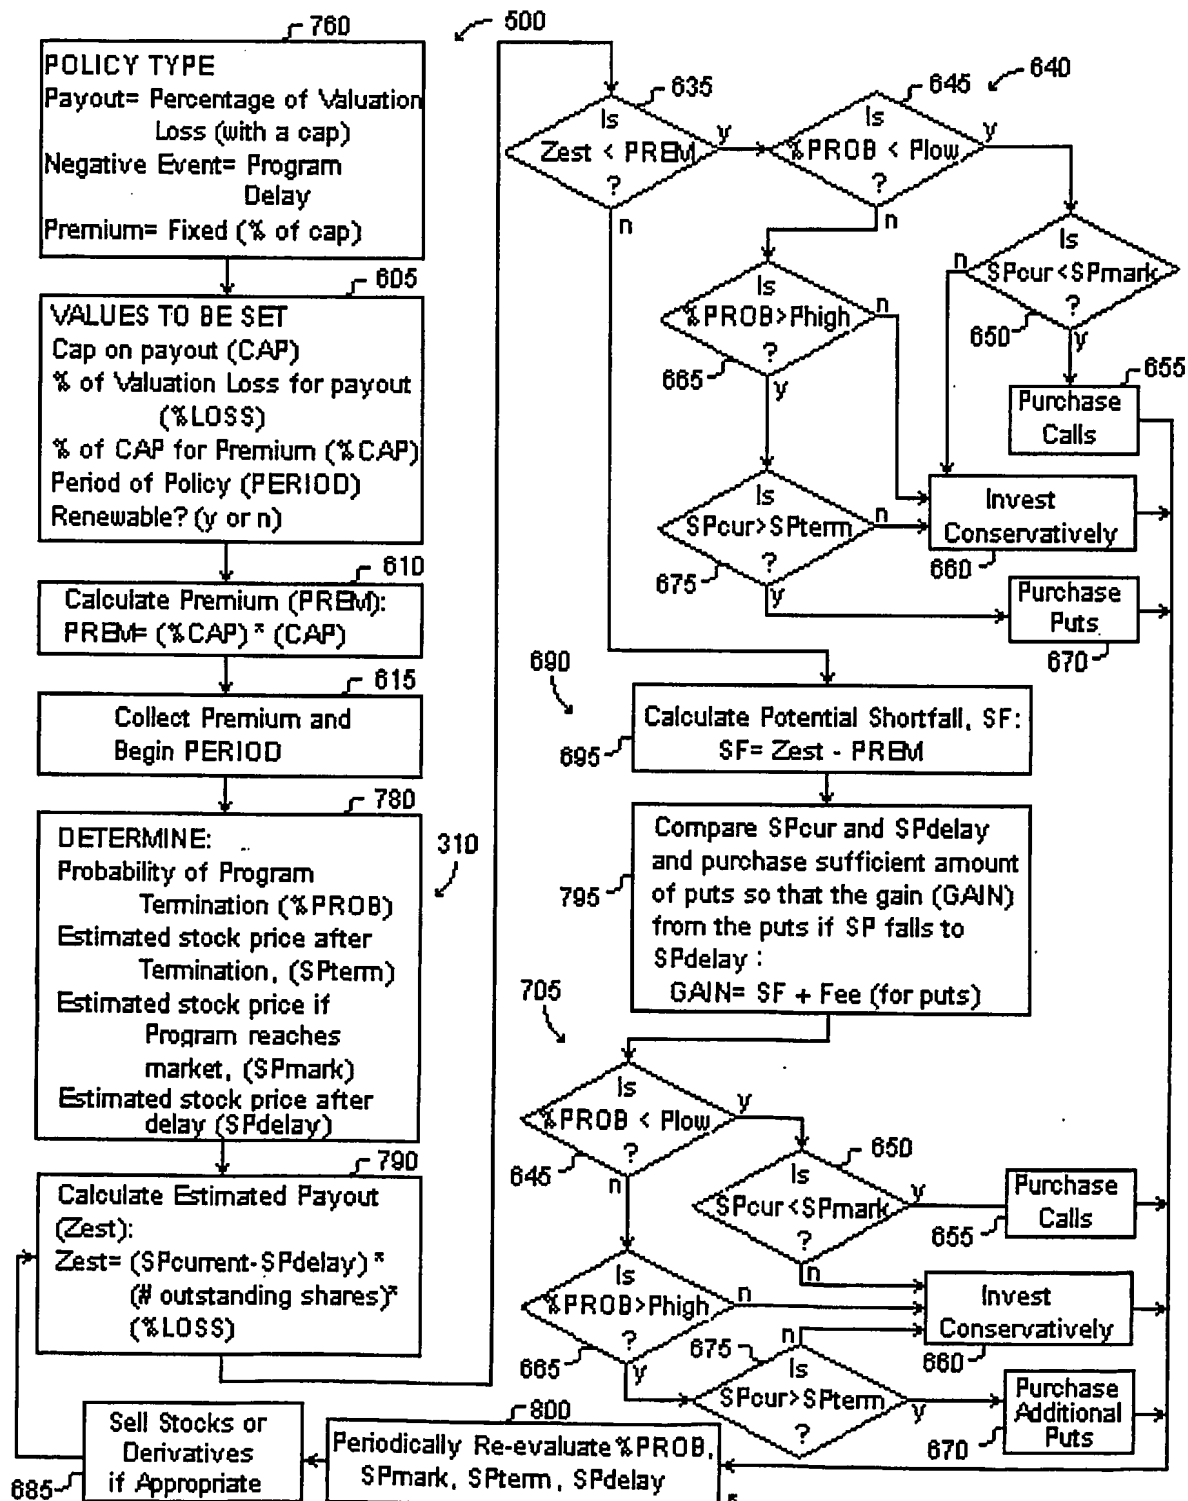 760
500
POLICY TYPE
Payout= Percentage of Valuation
Loss (with a cap)
Negative Event= Program
Delay
Premium= Fixed (% of cap)
605
VALUES TO BE SET
Cap on payout (CAP)
% of Valuation Loss for payout
(%LOSS)
% of CAP for Premium (%CAP)
Period of Policy (PERIOD)
Renewable? (y or n)
610
Calculate Premium (PREM):
PREM= (%CAP)* (CAP)
615
Collect Premium and
Begin PERIOD
780
310
DETERMINE:
Probability of Program
Termination (%PROB)
Estimated stock price after
Termination, (SPterm)
Estimated stock price if
Program reaches
market, (SPmark)
Estimated stock price after
delay (SPdelay)
790
Calculate Estimated Payout
(Zest):
Zest= (SPcurrent-SPdelay)*
(# outstanding shares)*
(%LOSS)
635
Is
Zest < PREM
?
y
n
645
640
Is
%PROB < Plow
?
y
n
Is
SPcur<SPmark
?
n
650
y
655
Purchase
Calls
Is
%PROB>Phigh
?
n
665
y
Is
SPcur>SPterm
?
n
675
y
Invest
Conservatively
660
Purchase
Puts
670
690
Calculate Potential Shortfall, SF:
SF= Zest - PREM
695
Compare SPcur and SPdelay
and purchase sufficient amount
of puts so that the gain (GAIN)
from the puts if SP falls to
SPdelay :
GAIN= SF + Fee (for puts)
795
705
Is
%PROB < Plow
?
y
645
n
650
Is
SPcur<SPmark
?
y
n
Purchase
Calls
655
Is
%PROB>Phigh
?
n
665
y
Invest
Conservatively
660
675
n
Is
SPcur>SPterm
?
y
Purchase
Additional
Puts
670
800
Periodically Re-evaluate %PROB,
SPmark, SPterm, SPdelay
Sell Stocks or
Derivatives
if Appropriate
685